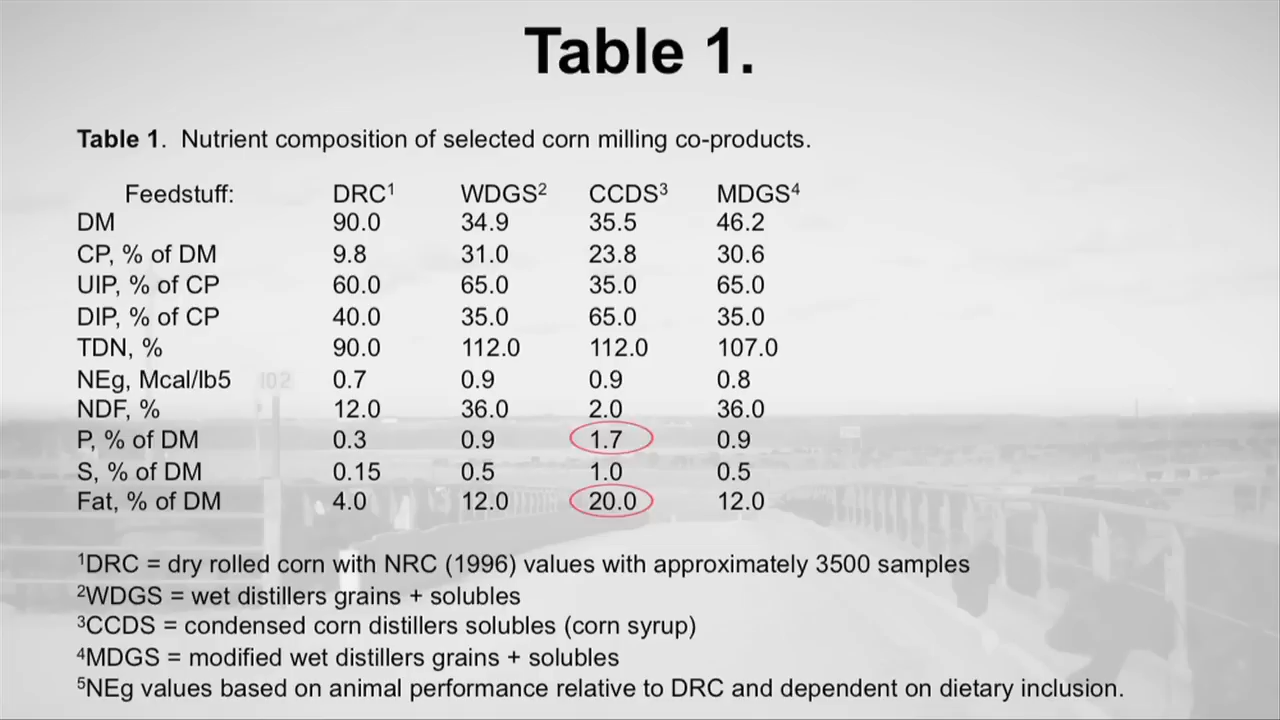 Table 1.
Table 1. Nutrient composition of selected corn milling co-products.
Feedstuff: DRC¹ WDGS² CCDS³ MDGS⁴
DM 90.0 34.9 35.5 46.2
CP, % of DM 9.8 31.0 23.8 30.6
UIP, % of CP 60.0 65.0 35.0 65.0
DIP, % of CP 40.0 35.0 65.0 35.0
TDN, % 90.0 112.0 112.0 107.0
NEg, Mcal/lb5 0.7 0.9 0.9 0.8
102
NDF, % 12.0 36.0 2.0 36.0
P, % of DM 0.3 0.9 1.7 0.9
S, % of DM 0.15 0.5 1.0 0.5
Fat, % of DM 4.0 12.0 20.0 12.0
¹DRC = dry rolled corn with NRC (1996) values with approximately 3500 samples
²WDGS = wet distillers grains + solubles
³CCDS = condensed corn distillers solubles (corn syrup)
⁴MDGS = modified wet distillers grains + solubles
⁵NEg values based on animal performance relative to DRC and dependent on dietary inclusion.